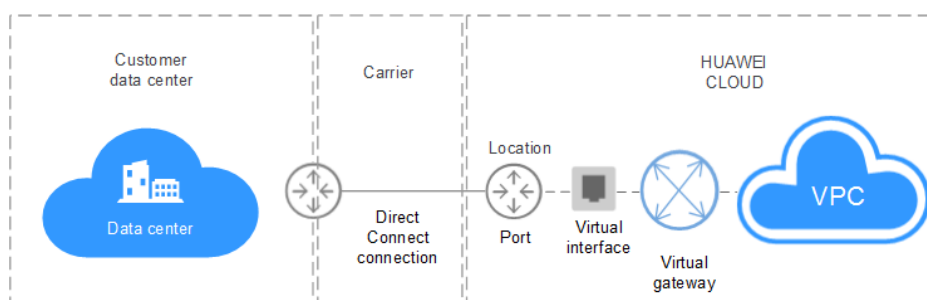 Customer
data center
Carrier
HUAWEI
CLOUD
Data center
Direct
Connect
connection
Location
Port
Virtual
interface
Virtual
gateway
VPC